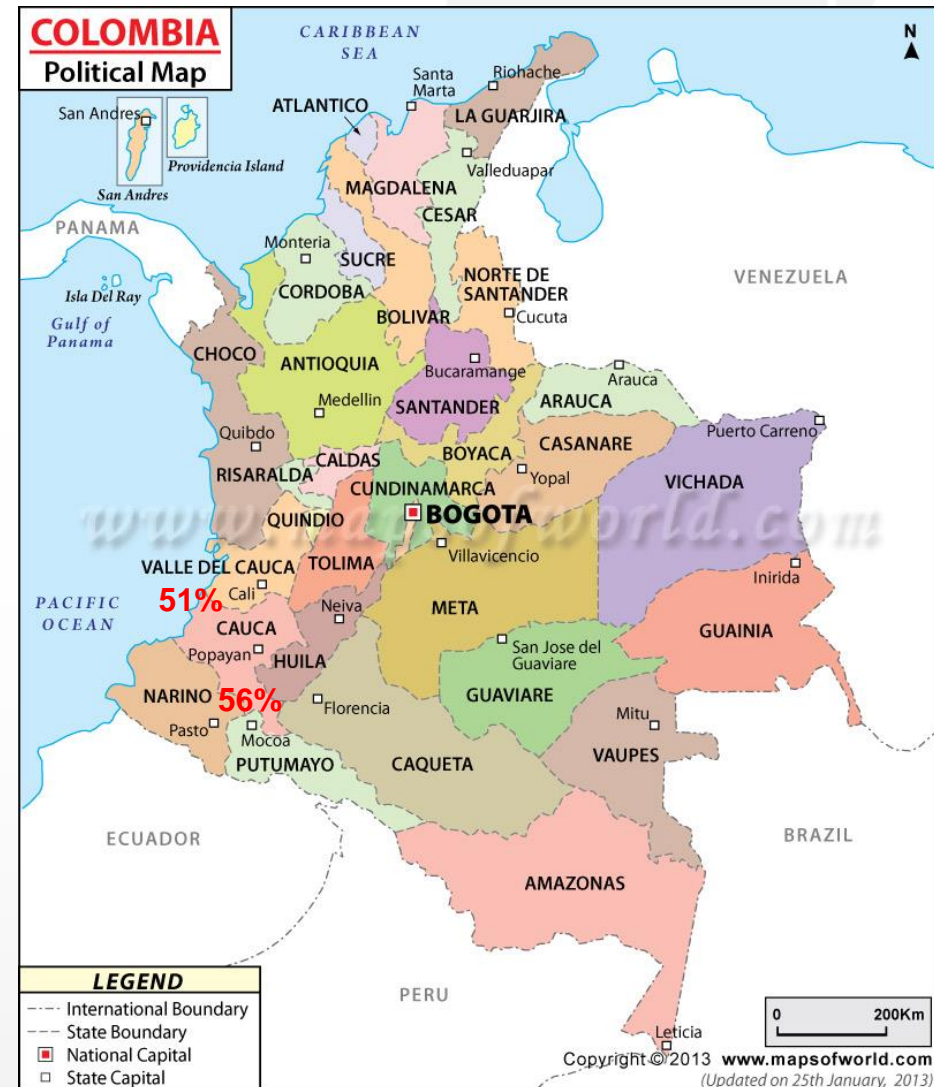 COLOMBIA
Political Map
CARIBBEAN
SEA
N
San Andres
Providencia Island
San Andres
ATLANTICO
Santa
Marta
Riohache
LA GUARJIRA
Valleduapar
MAGDALENA
CESAR
PANAMA
Monteria
SUCRE
CORDOBA
NORTE DE
SANTANDER
Cucuta
VENEZUELA
Isla Del Ray
Gulf of
Panama
BOLIVAR
CHOCO
ANTIOQUIA
Bucaramange
Arauca
ARAUCA
Medellin
SANTANDER
Puerto Carreno
Quibdo
BOYACA
CASANARE
CALDAS
RISARALDA
Yopal
VICHADA
CUNDINAMARCA
BOGOTA
www.mapsofworld.com
QUINDIO
Villavicencio
VALLE DEL CAUCA
TOLIMA
Inirida
Cali
51%
PACIFIC
OCEAN
Neiva
META
CAUCA
GUAINIA
Popayan
HUILA
San Jose del
Guaviare
NARINO
56%
Florencia
GUAVIARE
Mitu
Pasto
Mocoa
PUTUMAYO
CAQUETA
VAUPES
ECUADOR
BRAZIL
AMAZONAS
LEGEND
International Boundary
State Boundary
National Capital
State Capital
PERU
0 200Km
Leticia
Copyright © 2013 www.mapsofworld.com
(Updated on 25th January, 2013)